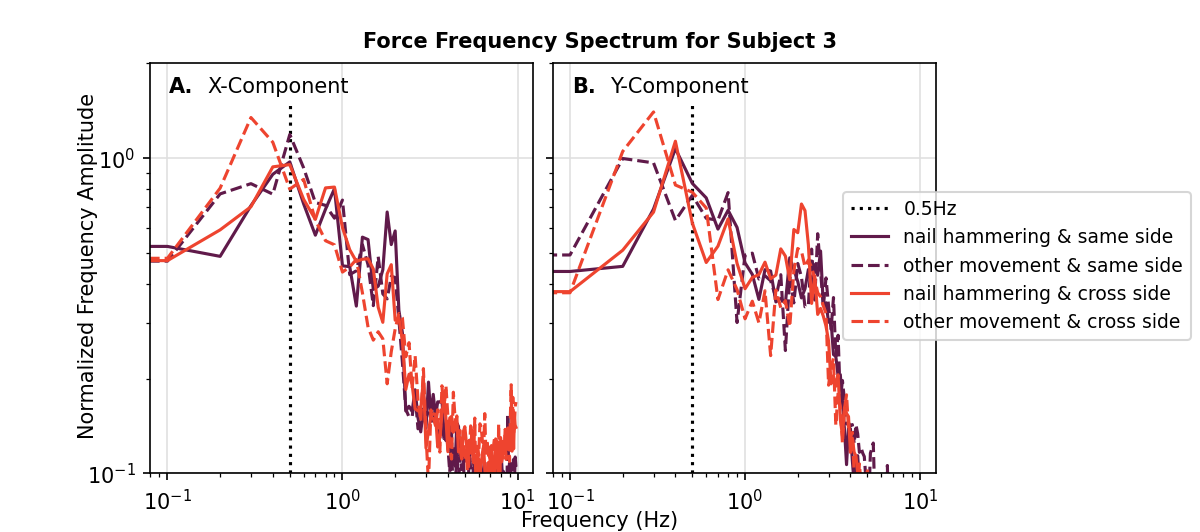 Force Frequency Spectrum for Subject 3
A. X-Component
B. Y-Component
Normalized Frequency Amplitude
10⁰
10⁻¹
0.5Hz
nail hammering & same side
other movement & same side
nail hammering & cross side
other movement & cross side
10⁻¹ 10⁰ 10¹ 10⁻¹ 10⁰ 10¹
Frequency (Hz)